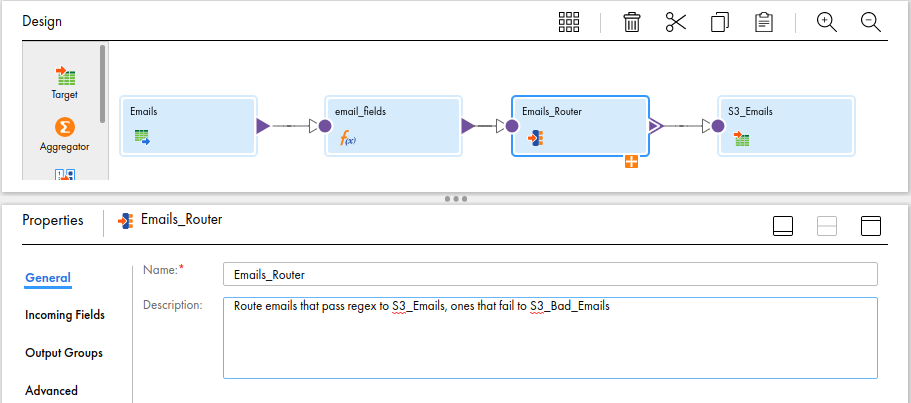 Design
Target
Aggregator
Emails
email_fields
f(x)
Emails_Router
S3_Emails
Properties
Emails_Router
General
Incoming Fields
Output Groups
Advanced
Name:*
Emails_Router
Description:
Route emails that pass regex to S3_Emails, ones that fail to S3_Bad_Emails